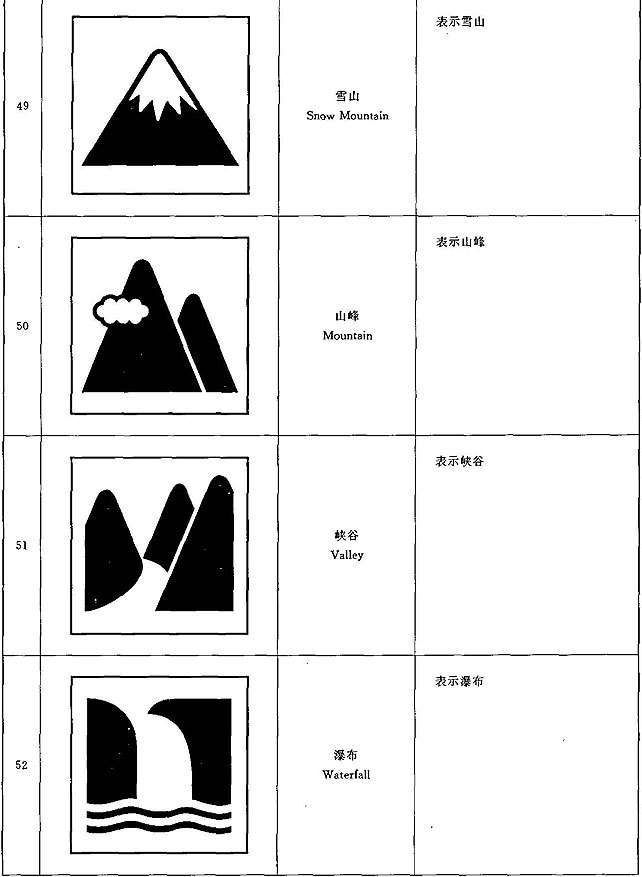 49
雪山
Snow Mountain
表示雪山
50
山峰
Mountain
表示山峰
51
峡谷
Valley
表示峡谷
52
瀑布
Waterfall
表示瀑布